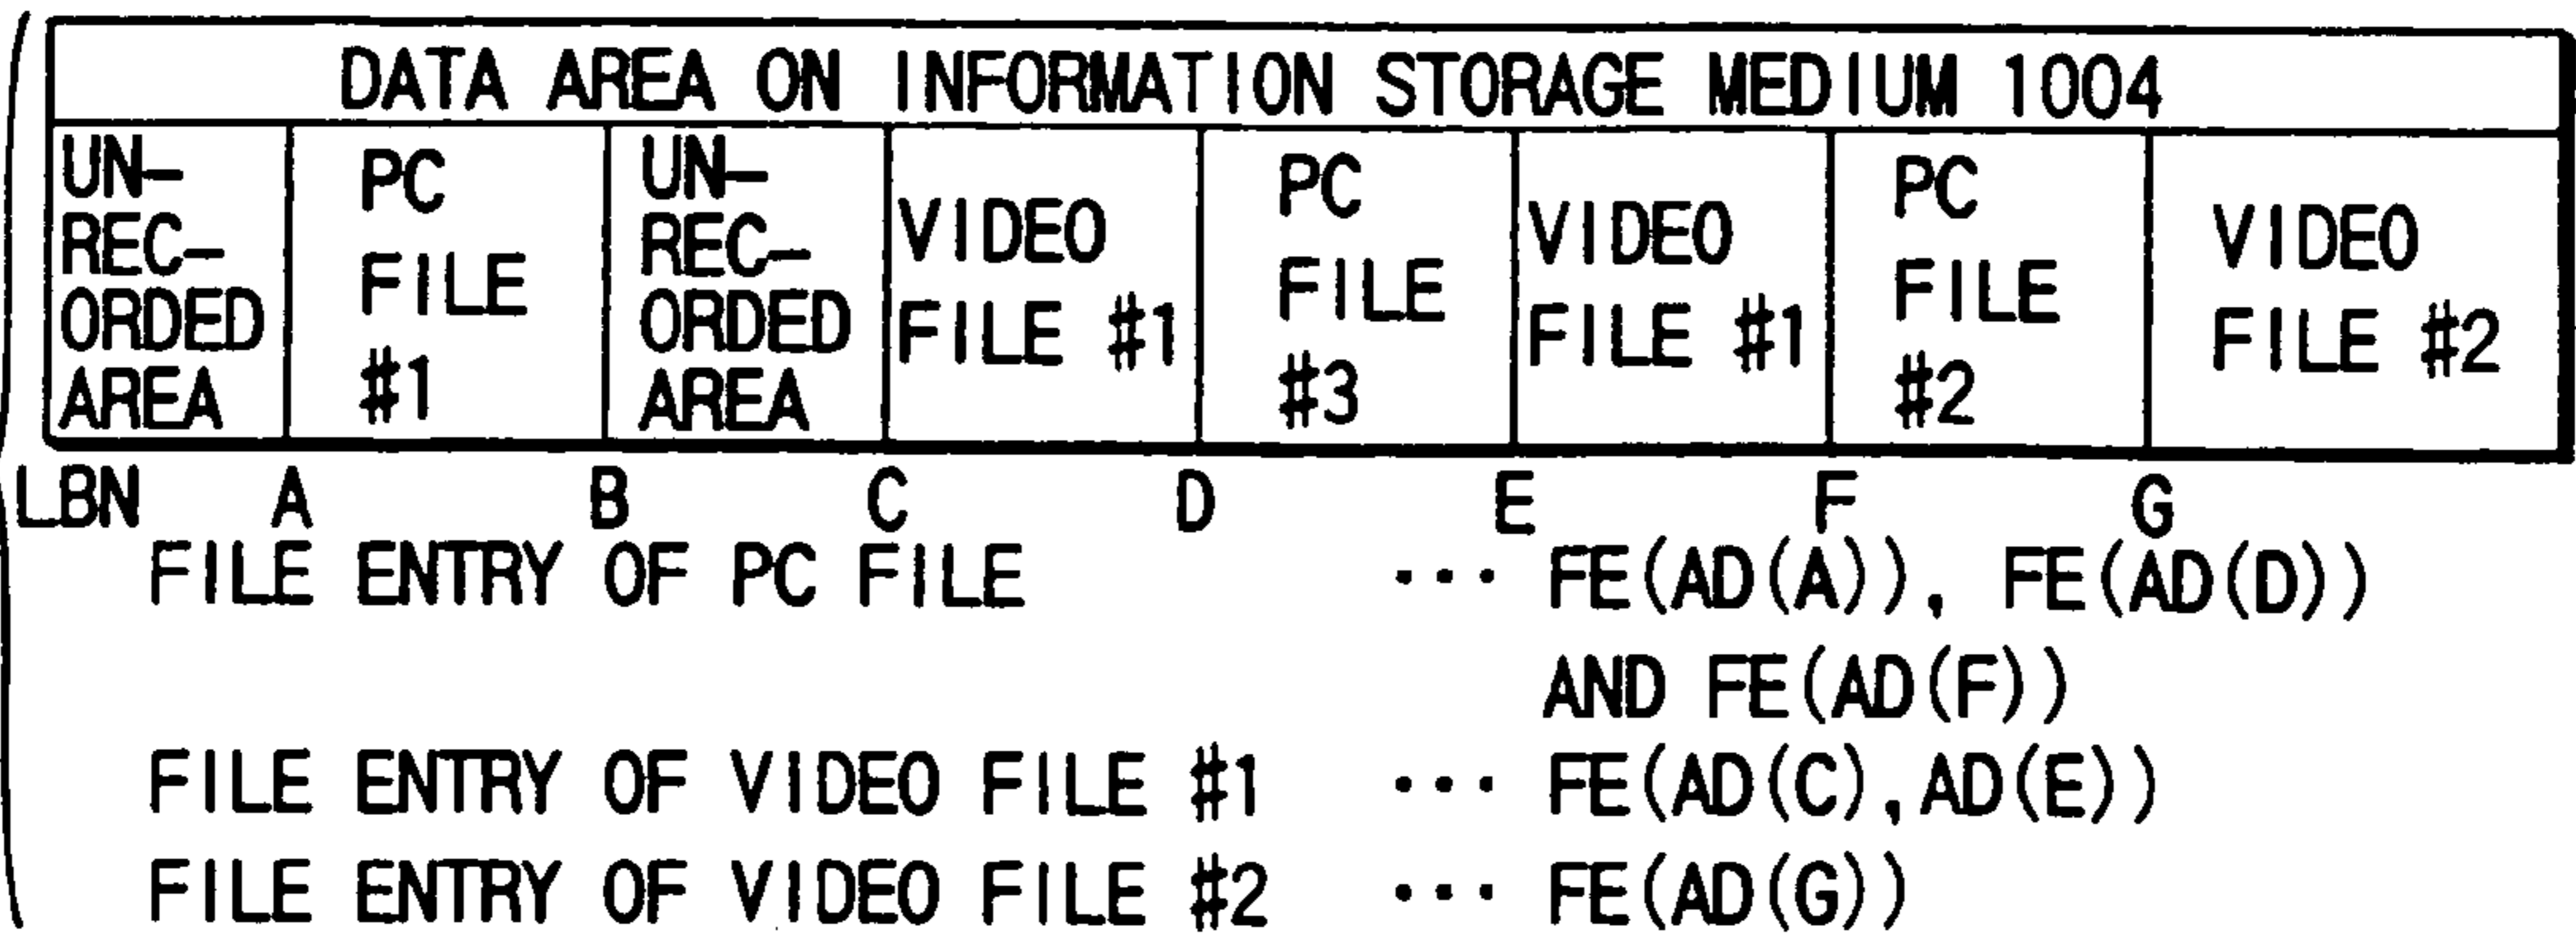 DATA AREA ON INFORMATION STORAGE MEDIUM 1004
UN-
REC-
ORDED
AREA
PC
FILE
#1
UN-
REC-
ORDED
AREA
VIDEO
FILE #1
PC
FILE
#3
VIDEO
FILE #1
PC
FILE
#2
VIDEO
FILE #2
LBN A B C D E F G
FILE ENTRY OF PC FILE ... FE(AD(A)), FE(AD(D))
AND FE(AD(F))
FILE ENTRY OF VIDEO FILE #1 ... FE(AD(C),AD(E))
FILE ENTRY OF VIDEO FILE #2 ... FE(AD(G))